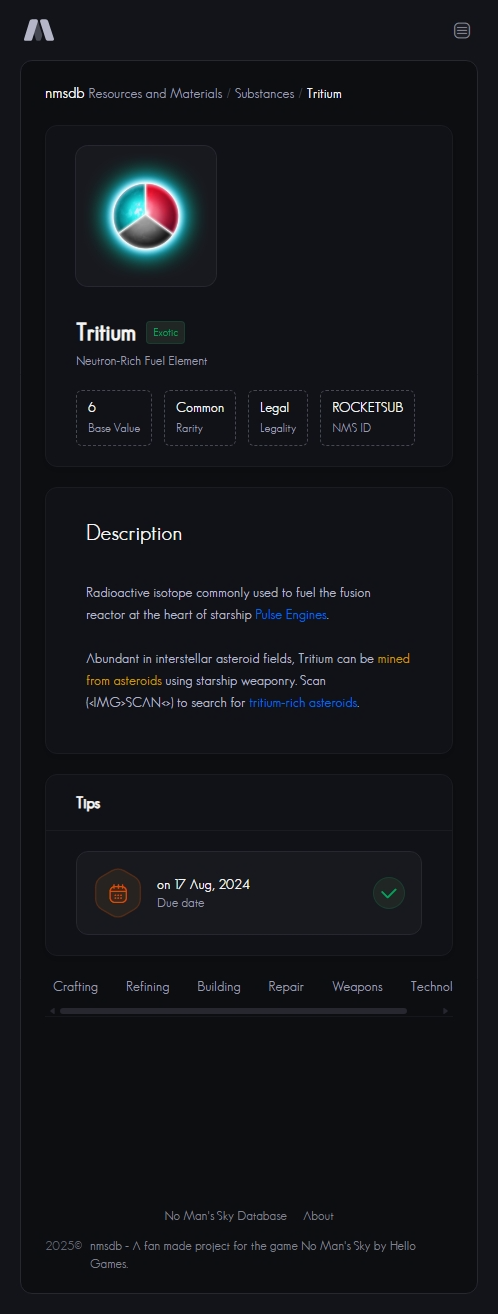 nmsdb Resources and Materials / Substances / Tritium
Tritium Exotic
Neutron-Rich Fuel Element
6
Base Value
Common
Rarity
Legal
Legality
ROCKETSUB
NMS ID
Description
Radioactive isotope commonly used to fuel the fusion
reactor at the heart of starship Pulse Engines.
Abundant in interstellar asteroid fields, Tritium can be mined
from asteroids using starship weaponry. Scan
(<IMG>SCAN<>) to search for tritium-rich asteroids.
Tips
on 17 Aug, 2024
Due date
Crafting Refining Building Repair Weapons Technol
No Man's Sky Database About
2025© nmsdb - A fan made project for the game No Man's Sky by Hello
Games.